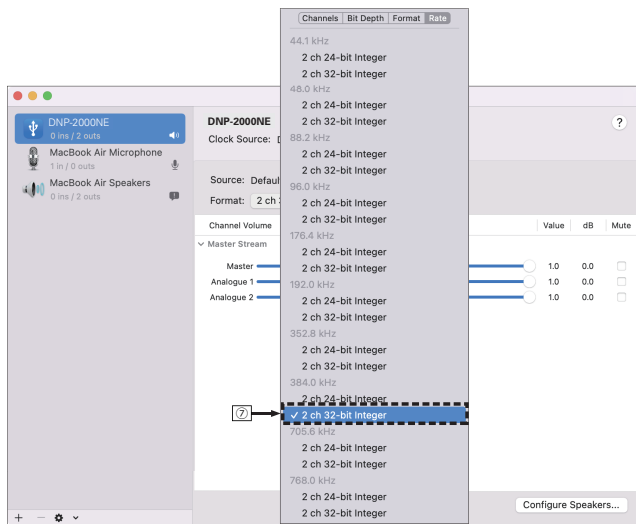 Channels Bit Depth Format Rate
44.1 kHz
2 ch 24-bit Integer
2 ch 32-bit Integer
48.0 kHz
2 ch 24-bit Integer
2 ch 32-bit Integer
88.2 kHz
2 ch 24-bit Integer
2 ch 32-bit Integer
96.0 kHz
2 ch 24-bit Integer
2 ch 32-bit Integer
176.4 kHz
2 ch 24-bit Integer
2 ch 32-bit Integer
192.0 kHz
2 ch 24-bit Integer
2 ch 32-bit Integer
352.8 kHz
2 ch 24-bit Integer
2 ch 32-bit Integer
384.0 kHz
2 ch 24-bit Integer
⑦ ✓ 2 ch 32-bit Integer
705.6 kHz
2 ch 24-bit Integer
2 ch 32-bit Integer
768.0 kHz
2 ch 24-bit Integer
2 ch 32-bit Integer
DNP-2000NE
0 ins / 2 outs
MacBook Air Microphone
1 in / 0 outs
MacBook Air Speakers
0 ins / 2 outs
DNP-2000NE ?
Clock Source:
Source: Defaul
Format: 2 ch
Channel Volume Value dB Mute
Master Stream
Master 1.0 0.0
Analogue 1 1.0 0.0
Analogue 2 1.0 0.0
Configure Speakers...